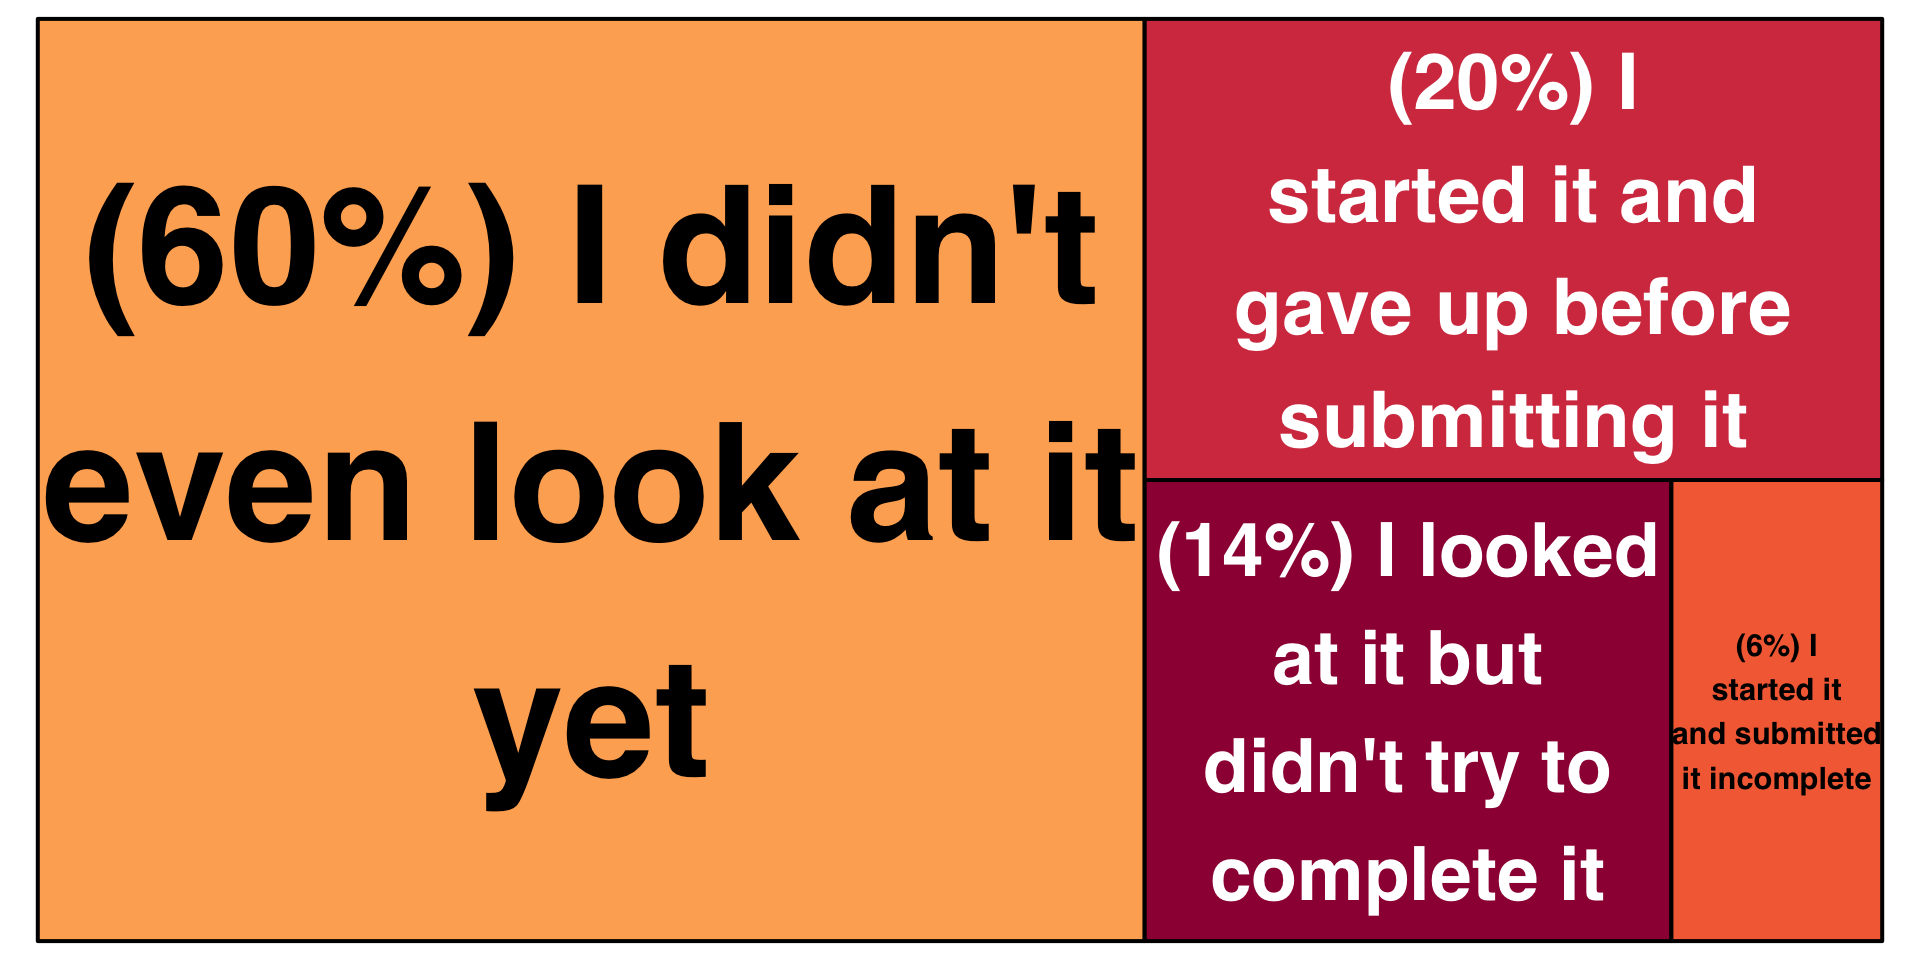 (60%) I didn't
even look at it
yet
(20%) I
started it and
gave up before
submitting it
(14%) I looked
at it but
didn't try to
complete it
(6%) I
started it
and submitted
it incomplete